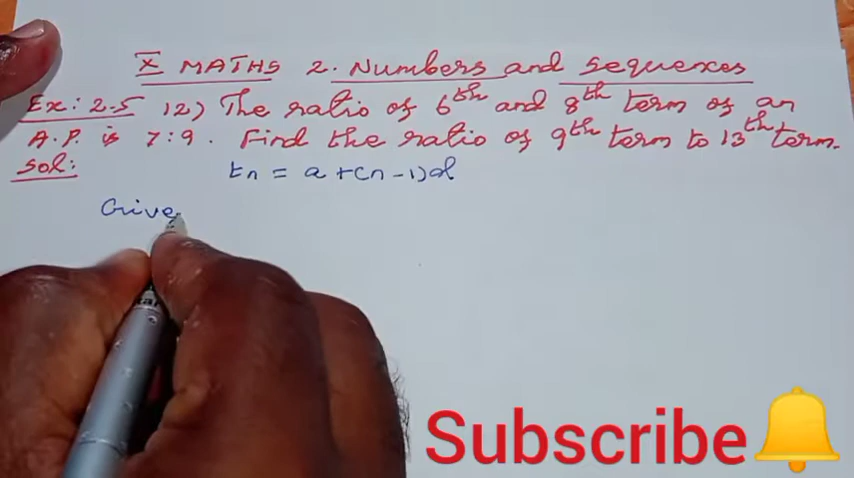 X MATHS 2. Numbers and sequences
Ex: 2.5 12) The ratio of 6th and 8th term of an
A.P. is 7:9. Find the ratio of 9th term to 13th term.
Sol: tn = a+(n-1)d
Give
Subscribe